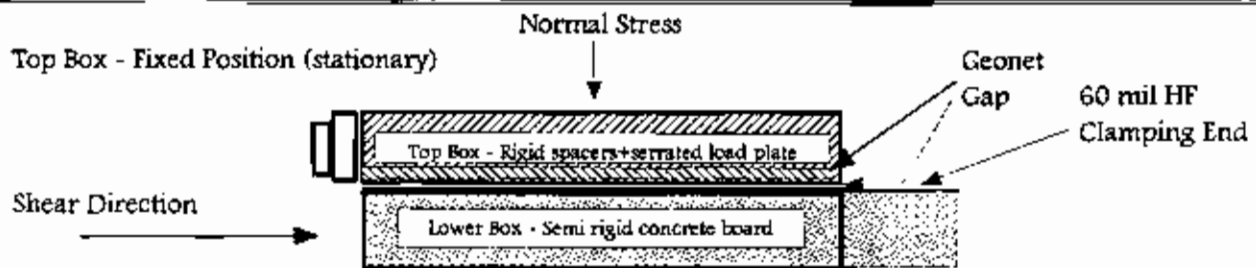 Normal Stress
Top Box - Fixed Position (stationary)
Geonet
Gap
60 mil HF
Clamping End
Top Box - Rigid spacers+serrated load plate
Shear Direction
Lower Box - Semi rigid concrete board